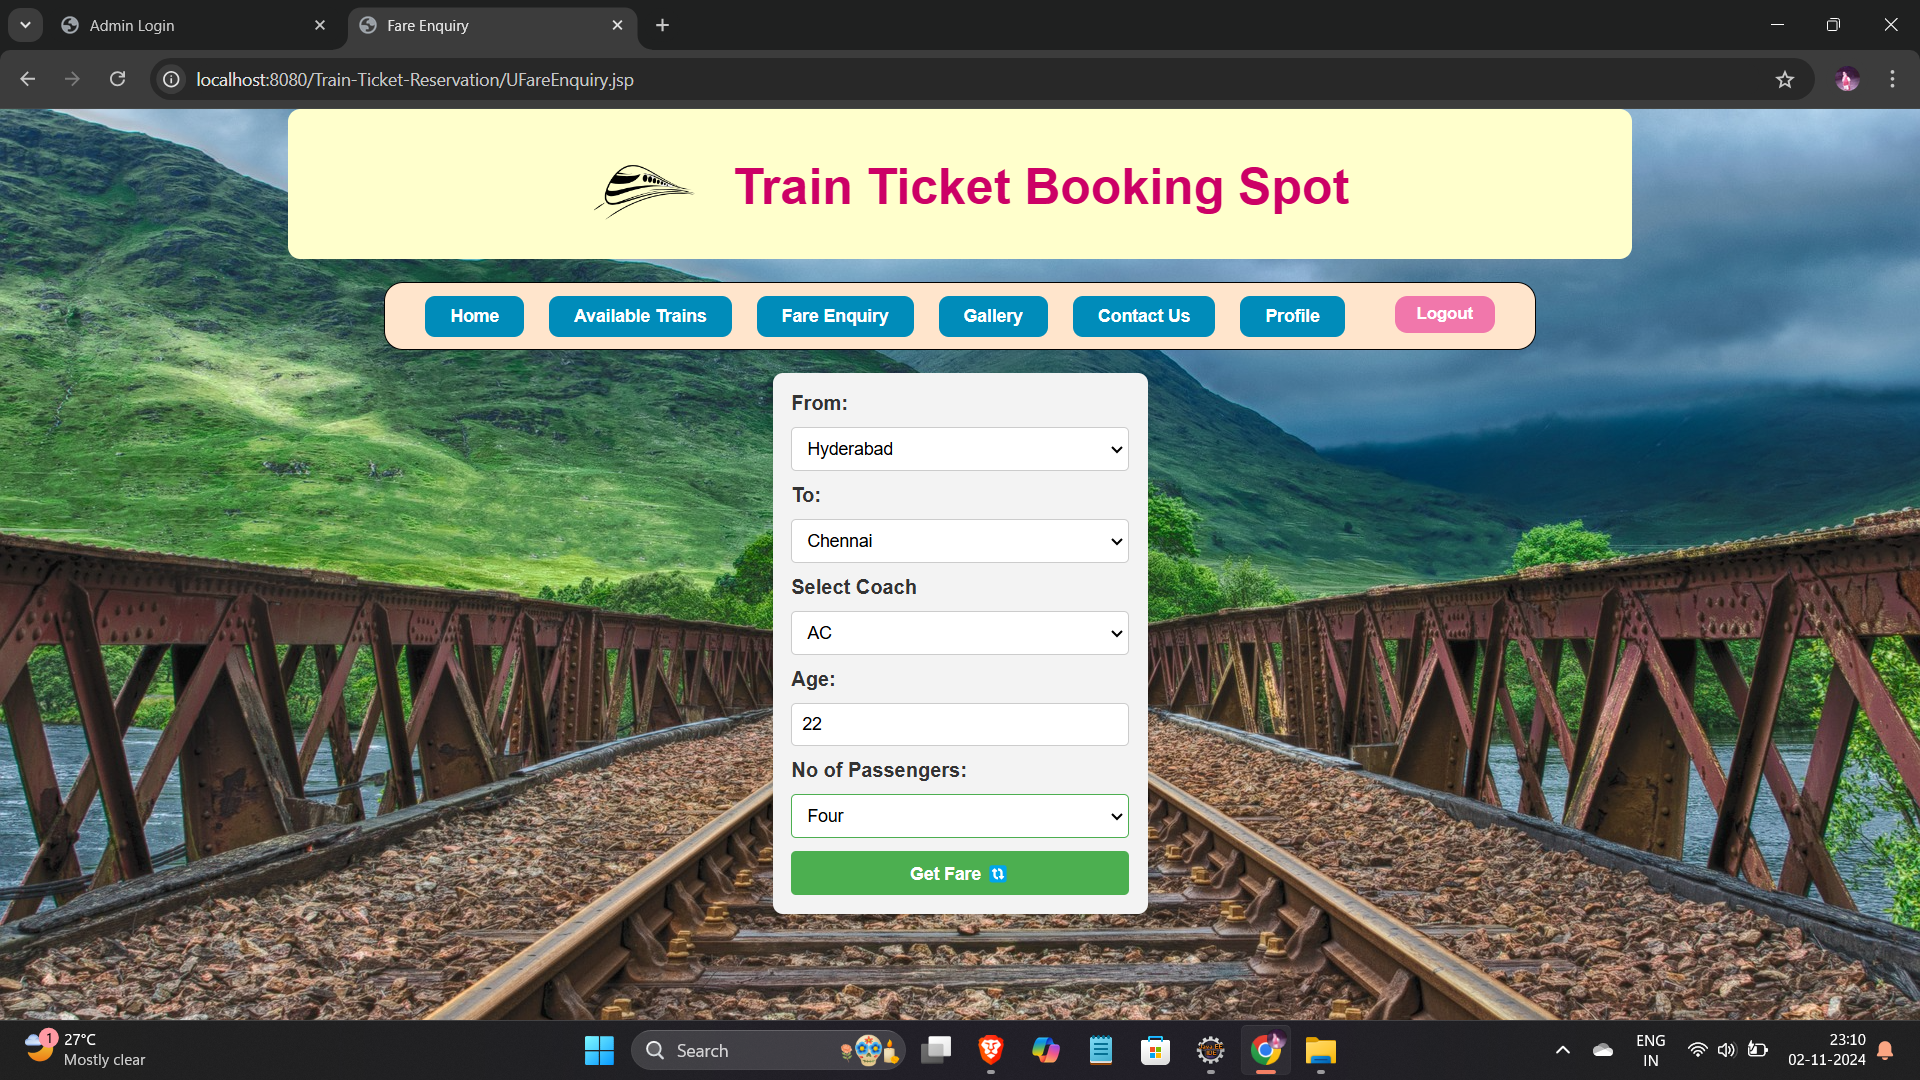 Admin Login
Fare Enquiry
localhost:8080/Train-Ticket-Reservation/UFareEnquiry.jsp
Train Ticket Booking Spot
Home
Available Trains
Fare Enquiry
Gallery
Contact Us
Profile
Logout
From:
Hyderabad
To:
Chennai
Select Coach
AC
Age:
22
No of Passengers:
Four
Get Fare
1
27°C
Mostly clear
Search
ENG
IN
23:10
02-11-2024